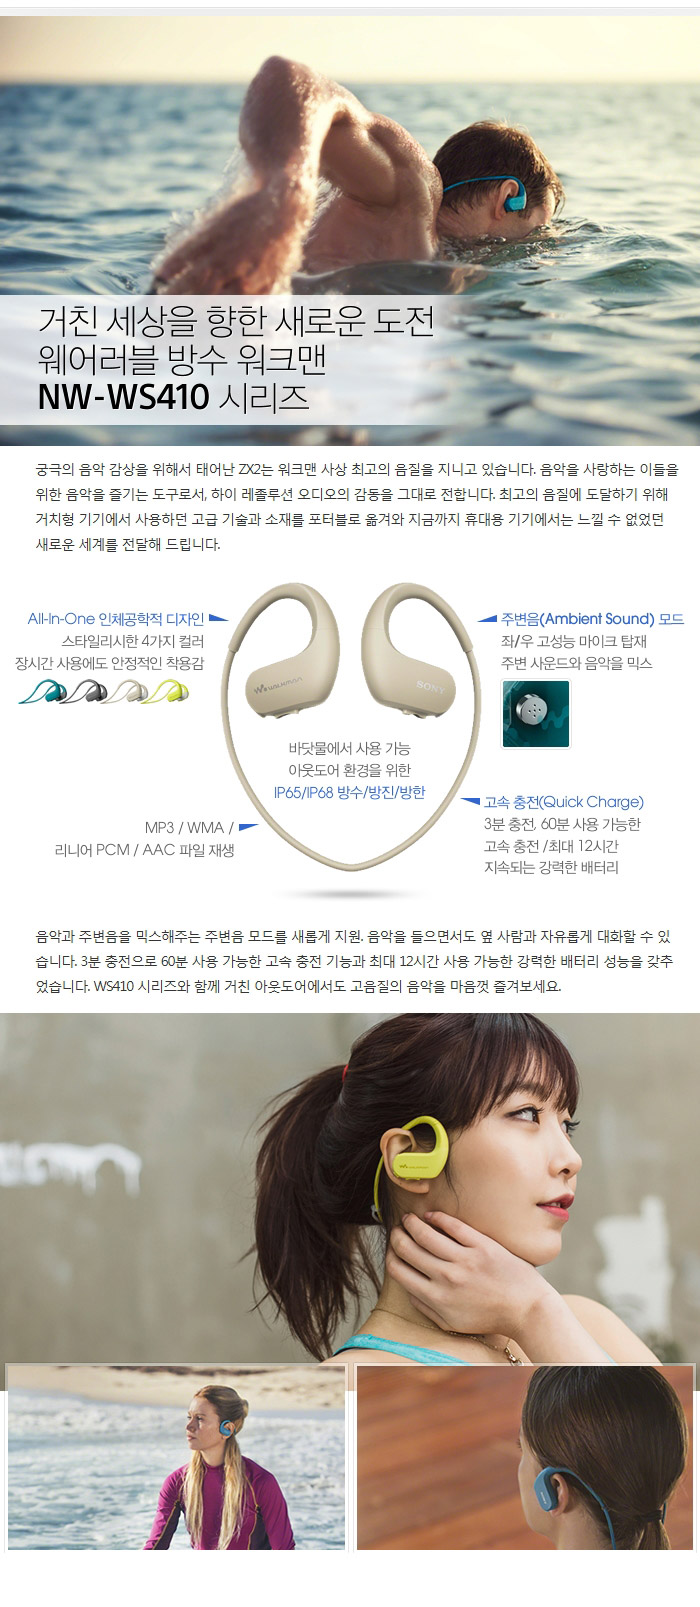 거친 세상을 향한 새로운 도전
웨어러블 방수 워크맨
NW-WS410 시리즈
궁극의 음악 감상을 위해서 태어난 ZX2는 워크맨 사상 최고의 음질을 지니고 있습니다. 음악을 사랑하는 이들을
위한 음악을 즐기는 도구로서, 하이 레졸루션 오디오의 감동을 그대로 전합니다. 최고의 음질에 도달하기 위해
거치형 기기에서 사용하던 고급 기술과 소재를 포터블로 옮겨와 지금까지 휴대용 기기에서는 느낄 수 없었던
새로운 세계를 전달해 드립니다.
All-In-One 인체공학적 디자인
스타일리시한 4가지 컬러
장시간 사용에도 안정적인 착용감
주변음(Ambient Sound) 모드
좌/우 고성능 마이크 탑재
주변 사운드와 음악을 믹스
WALKMAN
SONY
바닷물에서 사용 가능
아웃도어 환경을 위한
IP65/IP68 방수/방진/방한
MP3 / WMA /
리니어 PCM / AAC 파일 재생
고속 충전(Quick Charge)
3분 충전, 60분 사용 가능한
고속 충전 /최대 12시간
지속되는 강력한 배터리
음악과 주변음을 믹스해주는 주변음 모드를 새롭게 지원. 음악을 들으면서도 옆 사람과 자유롭게 대화할 수 있
습니다. 3분 충전으로 60분 사용 가능한 고속 충전 기능과 최대 12시간 사용 가능한 강력한 배터리 성능을 갖추
었습니다. WS410 시리즈와 함께 거친 아웃도어에서도 고음질의 음악을 마음껏 즐겨보세요.
WALKMAN
SONY